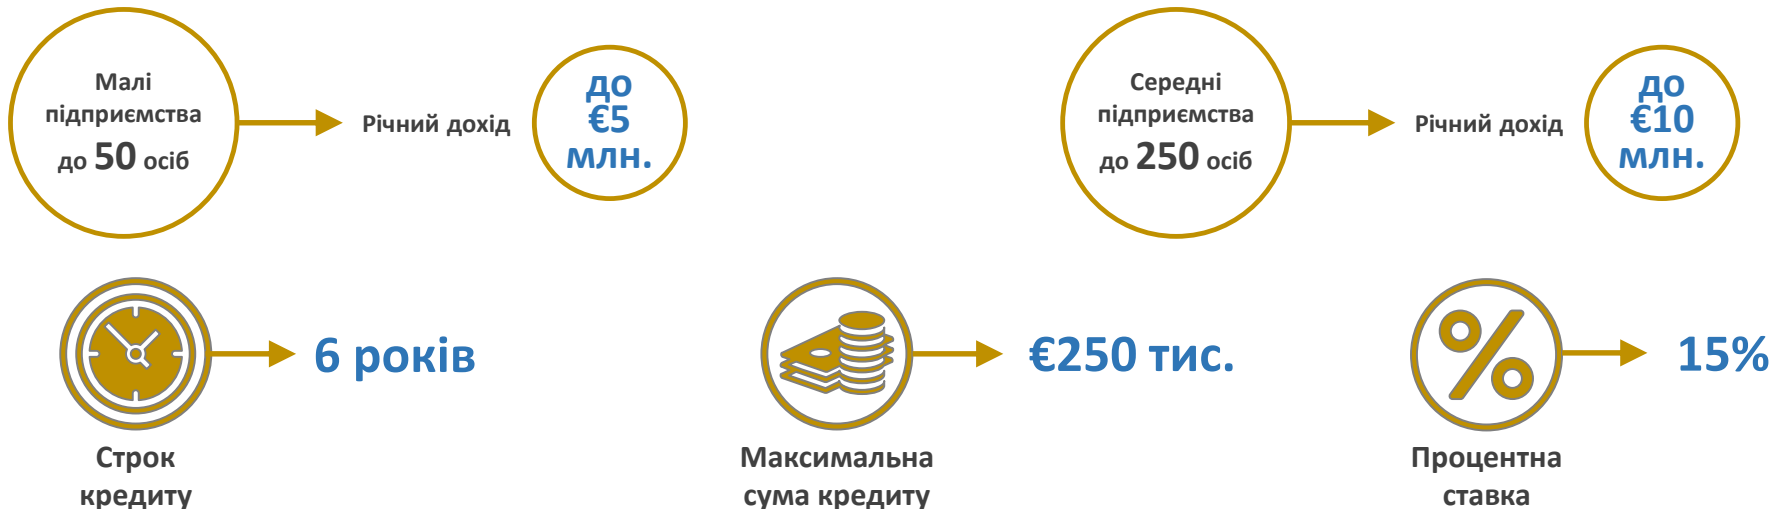 Малі
підприємства
до 50 осіб
Річний дохід
до
€5
млн.
Середні
підприємства
до 250 осіб
Річний дохід
до
€10
млн.
6 років
Строк
кредиту
€250 тис.
Максимальна
сума кредиту
15%
Процентна
ставка